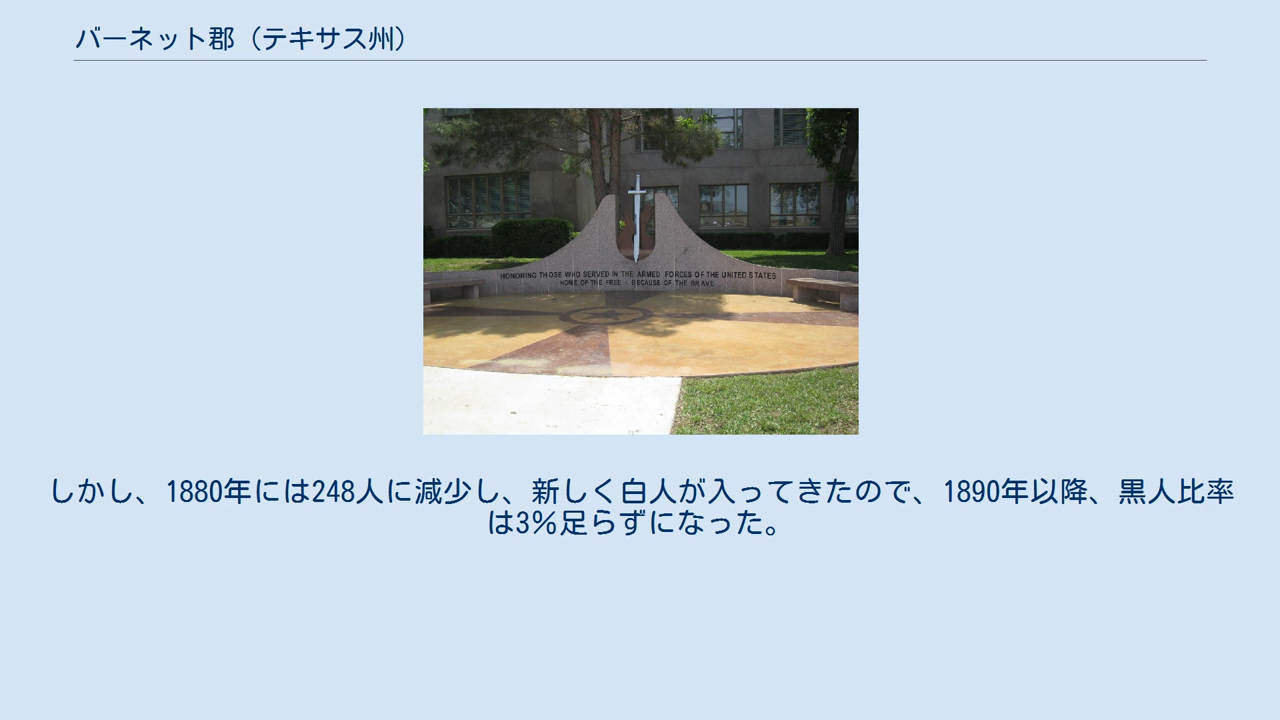 バーネット郡（テキサス州）
HONORING THOSE WHO SERVED IN THE ARMED FORCES OF THE UNITED STATES
HOME OF THE FREE - BECAUSE OF THE BRAVE
しかし、1880年には248人に減少し、新しく白人が入ってきたので、1890年以降、黒人比率
は3％足らずになった。